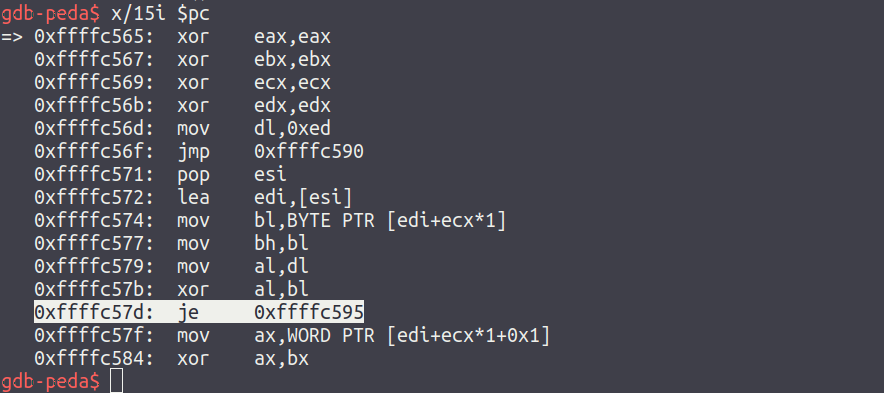 gdb-peda$ x/15i $pc
=> 0xffffc565: xor eax,eax
0xffffc567: xor ebx,ebx
0xffffc569: xor ecx,ecx
0xffffc56b: xor edx,edx
0xffffc56d: mov dl,0xed
0xffffc56f: jmp 0xffffc590
0xffffc571: pop esi
0xffffc572: lea edi,[esi]
0xffffc574: mov bl,BYTE PTR [edi+ecx*1]
0xffffc577: mov bh,bl
0xffffc579: mov al,dl
0xffffc57b: xor al,bl
0xffffc57d: je 0xffffc595
0xffffc57f: mov ax,WORD PTR [edi+ecx*1+0x1]
0xffffc584: xor ax,bx
gdb-peda$